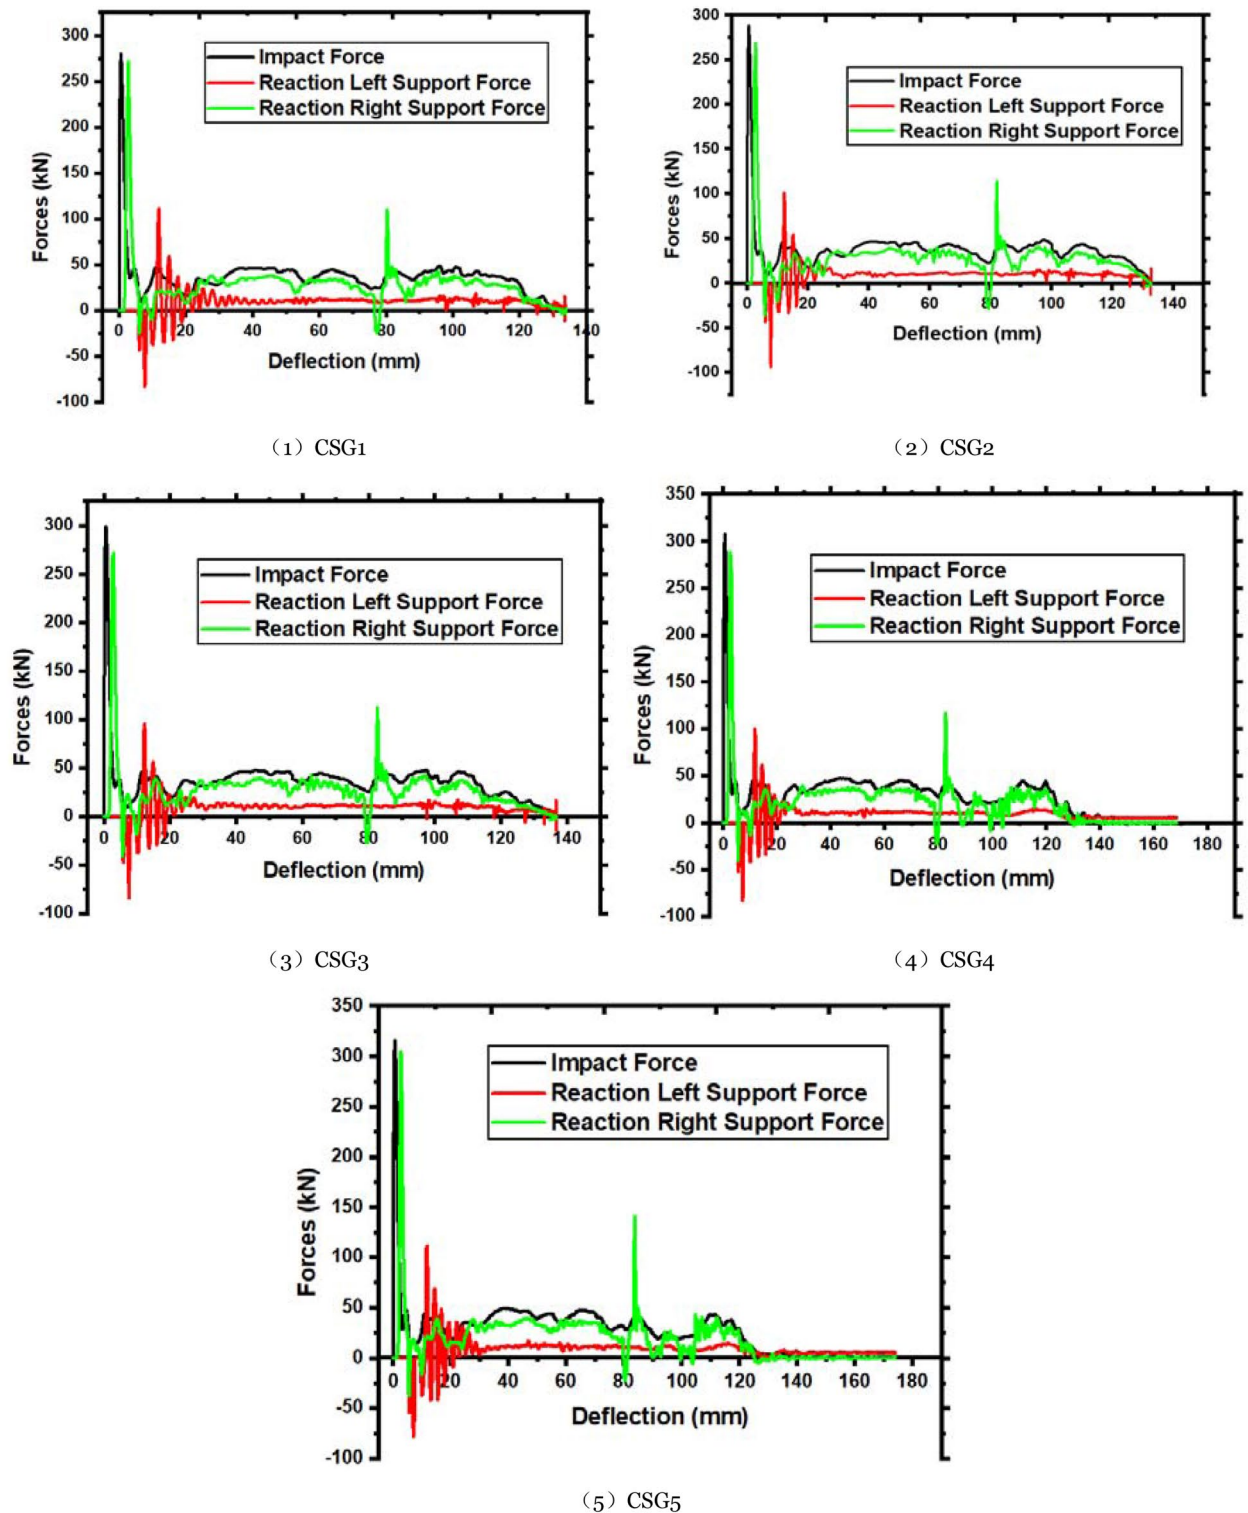 300
250
200
150
100
50
0
-50
-100
Forces (kN)
Impact Force
Reaction Left Support Force
Reaction Right Support Force
0 20 40 60 80 100 120 140
Deflection (mm)
(1) CSG1
300
250
200
150
100
50
0
-50
-100
Forces (kN)
Impact Force
Reaction Left Support Force
Reaction Right Support Force
0 20 40 60 80 100 120 140
Deflection (mm)
(2) CSG2
300
250
200
150
100
50
0
-50
-100
Forces (kN)
Impact Force
Reaction Left Support Force
Reaction Right Support Force
0 20 40 60 80 100 120 140
Deflection (mm)
(3) CSG3
350
300
250
200
150
100
50
0
-50
-100
Forces (kN)
Impact Force
Reaction Left Support Force
Reaction Right Support Force
0 20 40 60 80 100 120 140 160 180
Deflection (mm)
(4) CSG4
350
300
250
200
150
100
50
0
-50
-100
Forces (kN)
Impact Force
Reaction Left Support Force
Reaction Right Support Force
0 20 40 60 80 100 120 140 160 180
Deflection (mm)
(5) CSG5